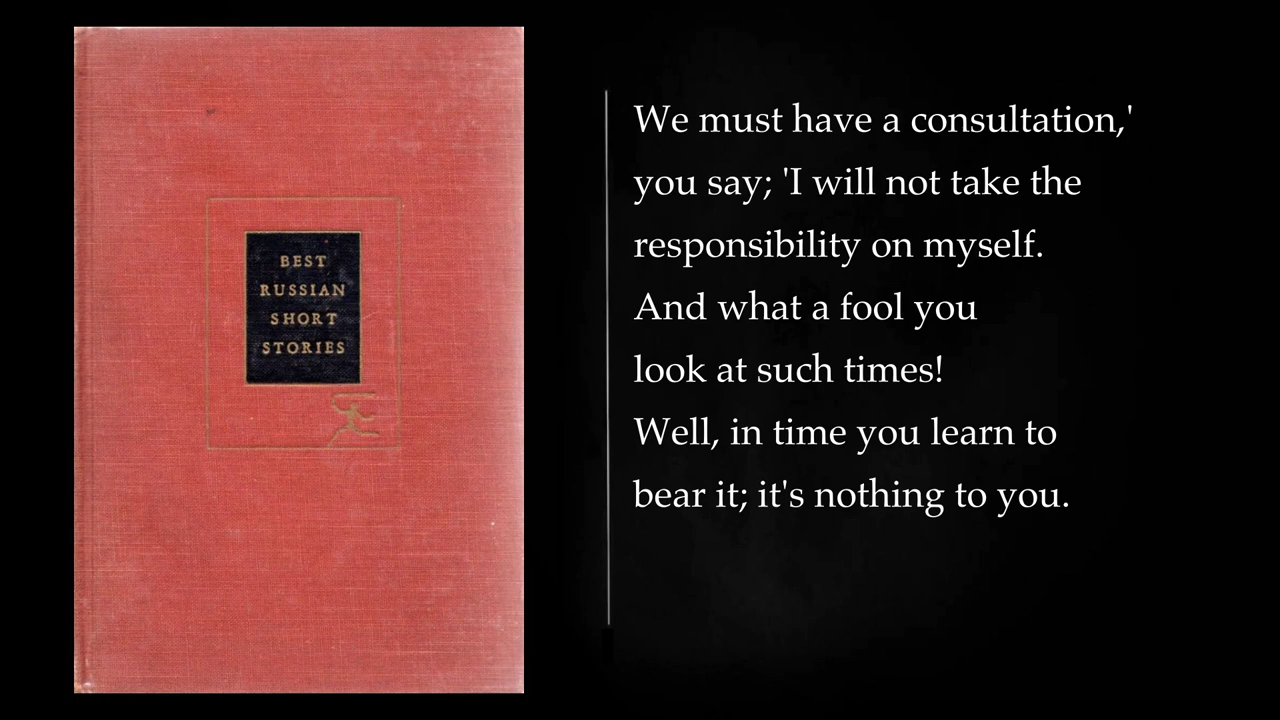 BEST
RUSSIAN
SHORT
STORIES
We must have a consultation,'
you say; 'I will not take the
responsibility on myself.
And what a fool you
look at such times!
Well, in time you learn to
bear it; it's nothing to you.